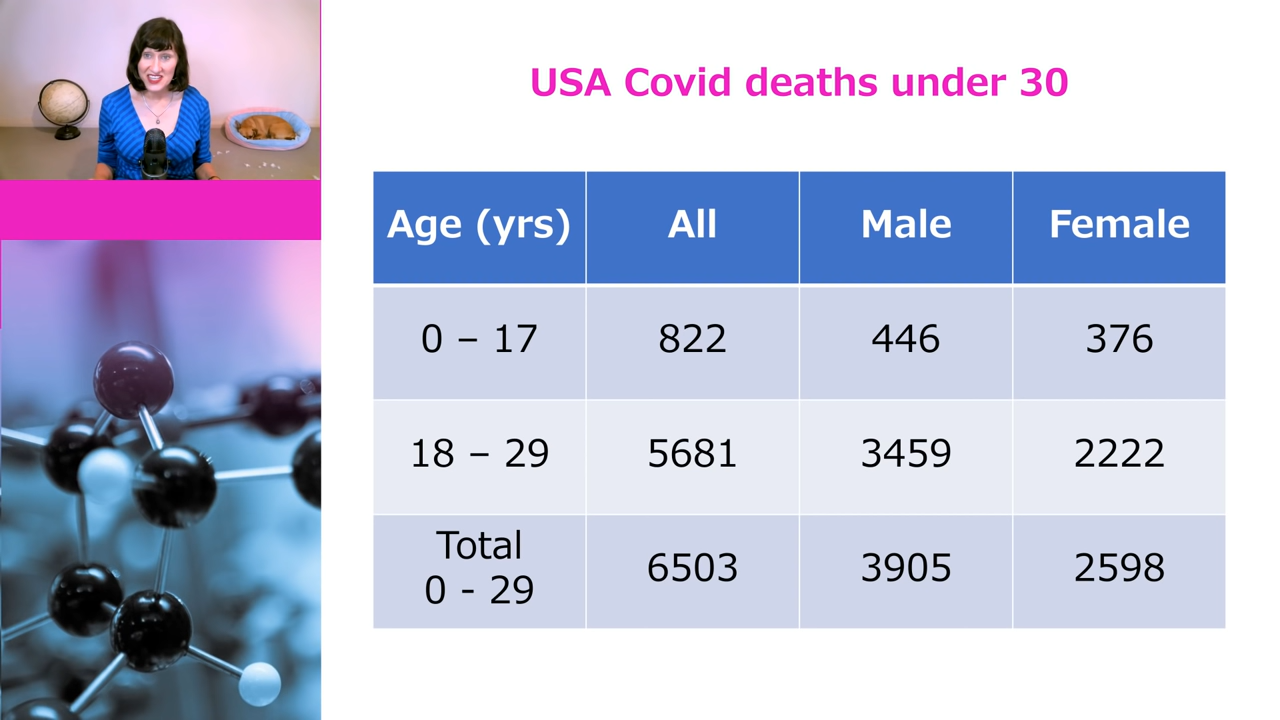 USA Covid deaths under 30
Age (yrs) All Male Female
0 – 17 822 446 376
18 – 29 5681 3459 2222
Total
0 - 29 6503 3905 2598